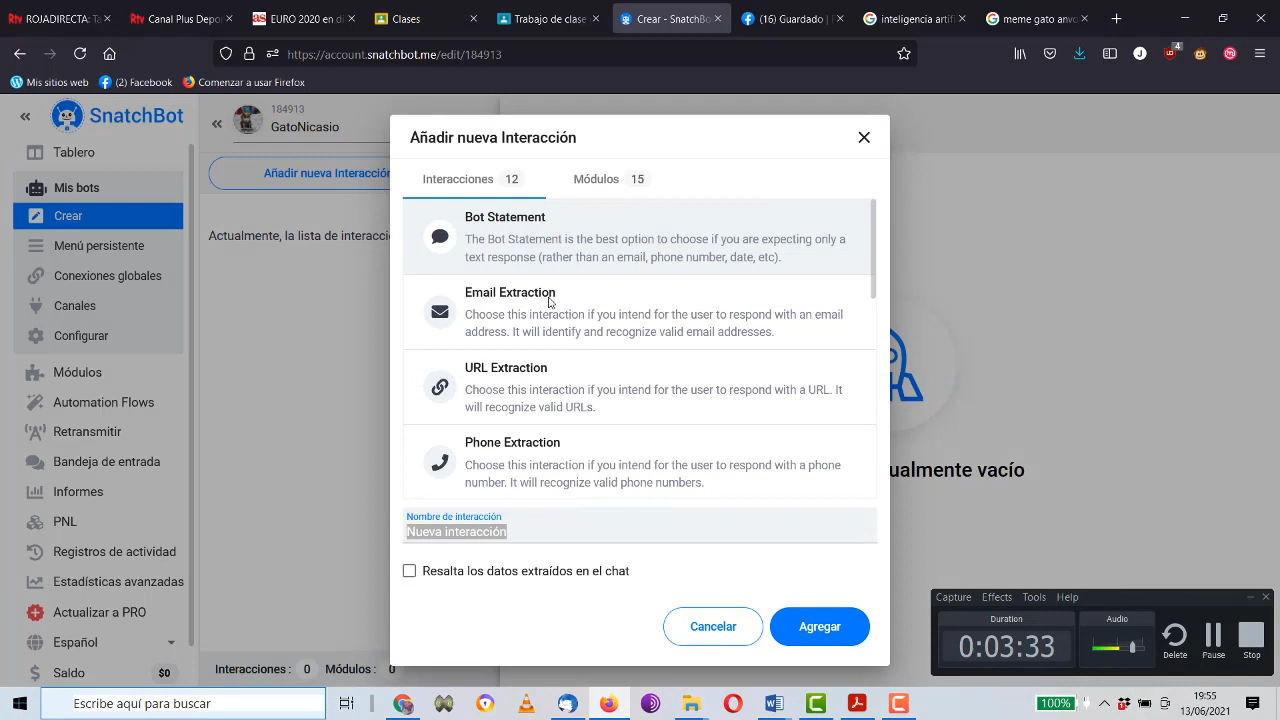 ROJADIRECTA: T
Canal Plus Depor
EURO 2020 en di
Clases
Trabajo de clase
Crear - SnatchBo
(16) Guardado |
inteligencia artifi
meme gato anvo
https://account.snatchbot.me/edit/184913
4
Mis sitios web
(2) Facebook
Comenzar a usar Firefox
SnatchBot
Tablero
Mis bots
Crear
Menú persistente
Conexiones globales
Canales
Configurar
Módulos
Automation Flows
Retransmitir
Bandeja de entrada
Informes
PNL
Registros de actividad
Estadísticas avanzadas
Actualizar a PRO
Español
Saldo $0
184913
GatoNicasio
Añadir nueva Interacción
Actualmente, la lista de interacci
Interacciones : 0 Módulos : 0
Añadir nueva Interacción
Interacciones 12 Módulos 15
Bot Statement
The Bot Statement is the best option to choose if you are expecting only a
text response (rather than an email, phone number, date, etc).
Email Extraction
Choose this interaction if you intend for the user to respond with an email
address. It will identify and recognize valid email addresses.
URL Extraction
Choose this interaction if you intend for the user to respond with a URL. It
will recognize valid URLs.
Phone Extraction
Choose this interaction if you intend for the user to respond with a phone
number. It will recognize valid phone numbers.
Nombre de interacción
Nueva interacción
Resalta los datos extraídos en el chat
Cancelar Agregar
ualmente vacío
Capture Effects Tools Help
Duration
0:03:33
Audio
Delete Pause Stop
Escribe aquí para buscar
100%
19:55
13/06/2021